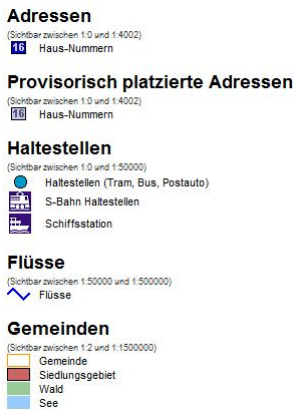 Adressen
(Sichtbar zwischen 1:0 und 1:4002)
16 Haus-Nummern
Provisorisch platzierte Adressen
(Sichtbar zwischen 1:0 und 1:4002)
16 Haus-Nummern
Haltestellen
(Sichtbar zwischen 1:0 und 1:50000)
Haltestellen (Tram, Bus, Postauto)
S-Bahn Haltestellen
Schiffsstation
Flüsse
(Sichtbar zwischen 1:50000 und 1:500000)
Flüsse
Gemeinden
(Sichtbar zwischen 1:2 und 1:1500000)
Gemeinde
Siedlungsgebiet
Wald
See